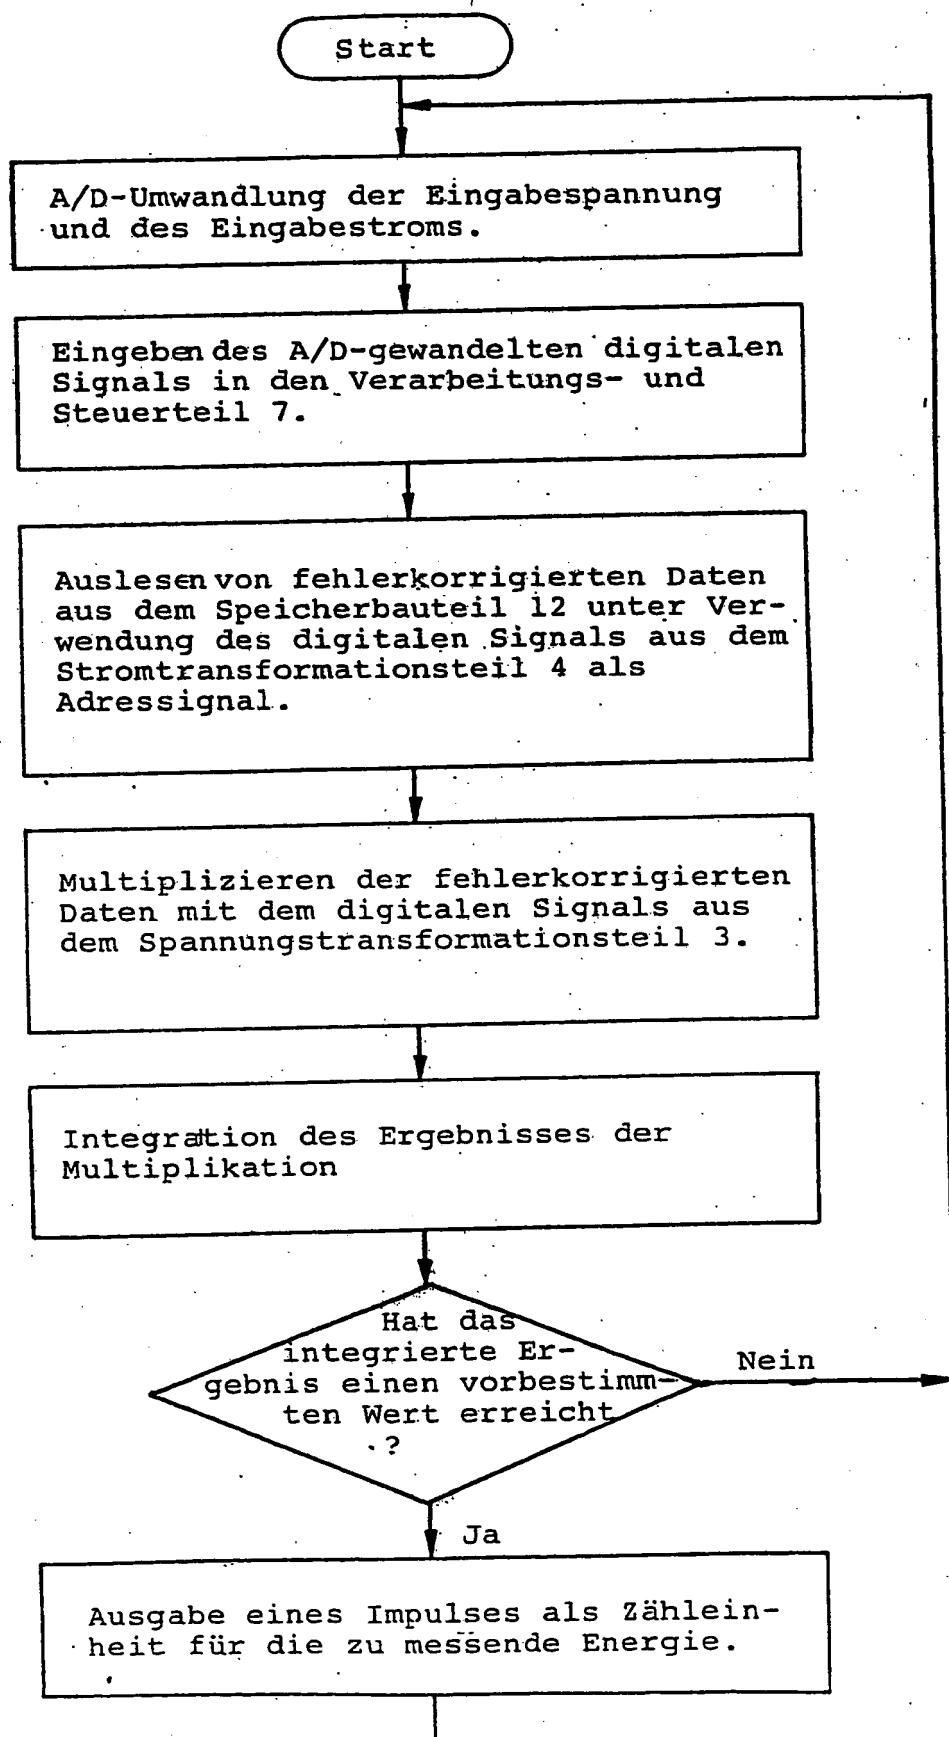 Start
A/D-Umwandlung der Eingabespannung
und des Eingabestroms.
Eingeben des A/D-gewandelten digitalen
Signals in den Verarbeitungs- und
Steuerteil 7.
Auslesen von fehlerkorrigierten Daten
aus dem Speicherbauteil 12 unter Ver-
wendung des digitalen Signals aus dem
Stromtransformationsteil 4 als
Adressignal.
Multiplizieren der fehlerkorrigierten
Daten mit dem digitalen Signals aus
dem Spannungstransformationsteil 3.
Integration des Ergebnisses der
Multiplikation
Hat das
integrierte Er-
gebnis einen vorbestimm-
ten Wert erreicht
?
Nein
Ja
Ausgabe eines Impulses als Zählein-
heit für die zu messende Energie.